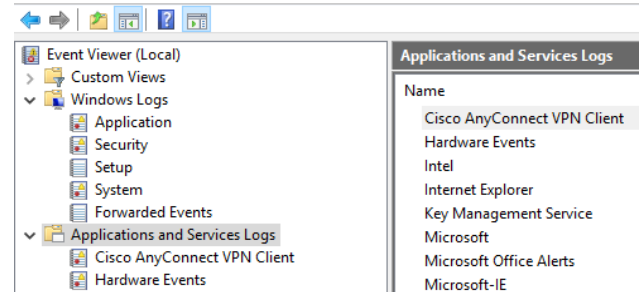 Event Viewer (Local)
Custom Views
Windows Logs
Application
Security
Setup
System
Forwarded Events
Applications and Services Logs
Cisco AnyConnect VPN Client
Hardware Events
Applications and Services Logs
Name
Cisco AnyConnect VPN Client
Hardware Events
Intel
Internet Explorer
Key Management Service
Microsoft
Microsoft Office Alerts
Microsoft-IE